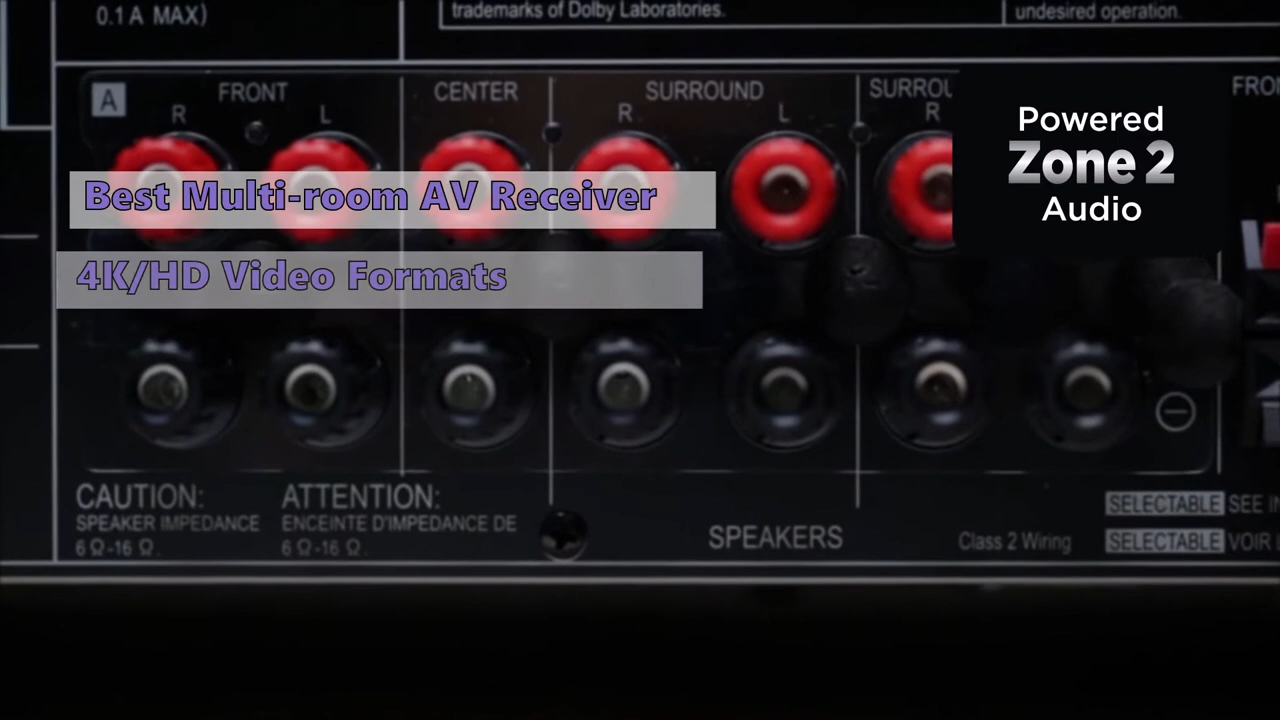 0.1 A MAX)
trademarks of Dolby Laboratories.
undesired operation.
A
FRONT
R
L
CENTER
SURROUND
R
L
R
Powered
Zone 2
Audio
Best Multi-room AV Receiver
4K/HD Video Formats
CAUTION:
SPEAKER IMPEDANCE
6 Ω-16 Ω.
ATTENTION:
ENCEINTE D'IMPEDANCE DE
6 Ω-16 Ω.
SPEAKERS
Class 2 Wiring
SELECTABLE SEE
SELECTABLE VOIR